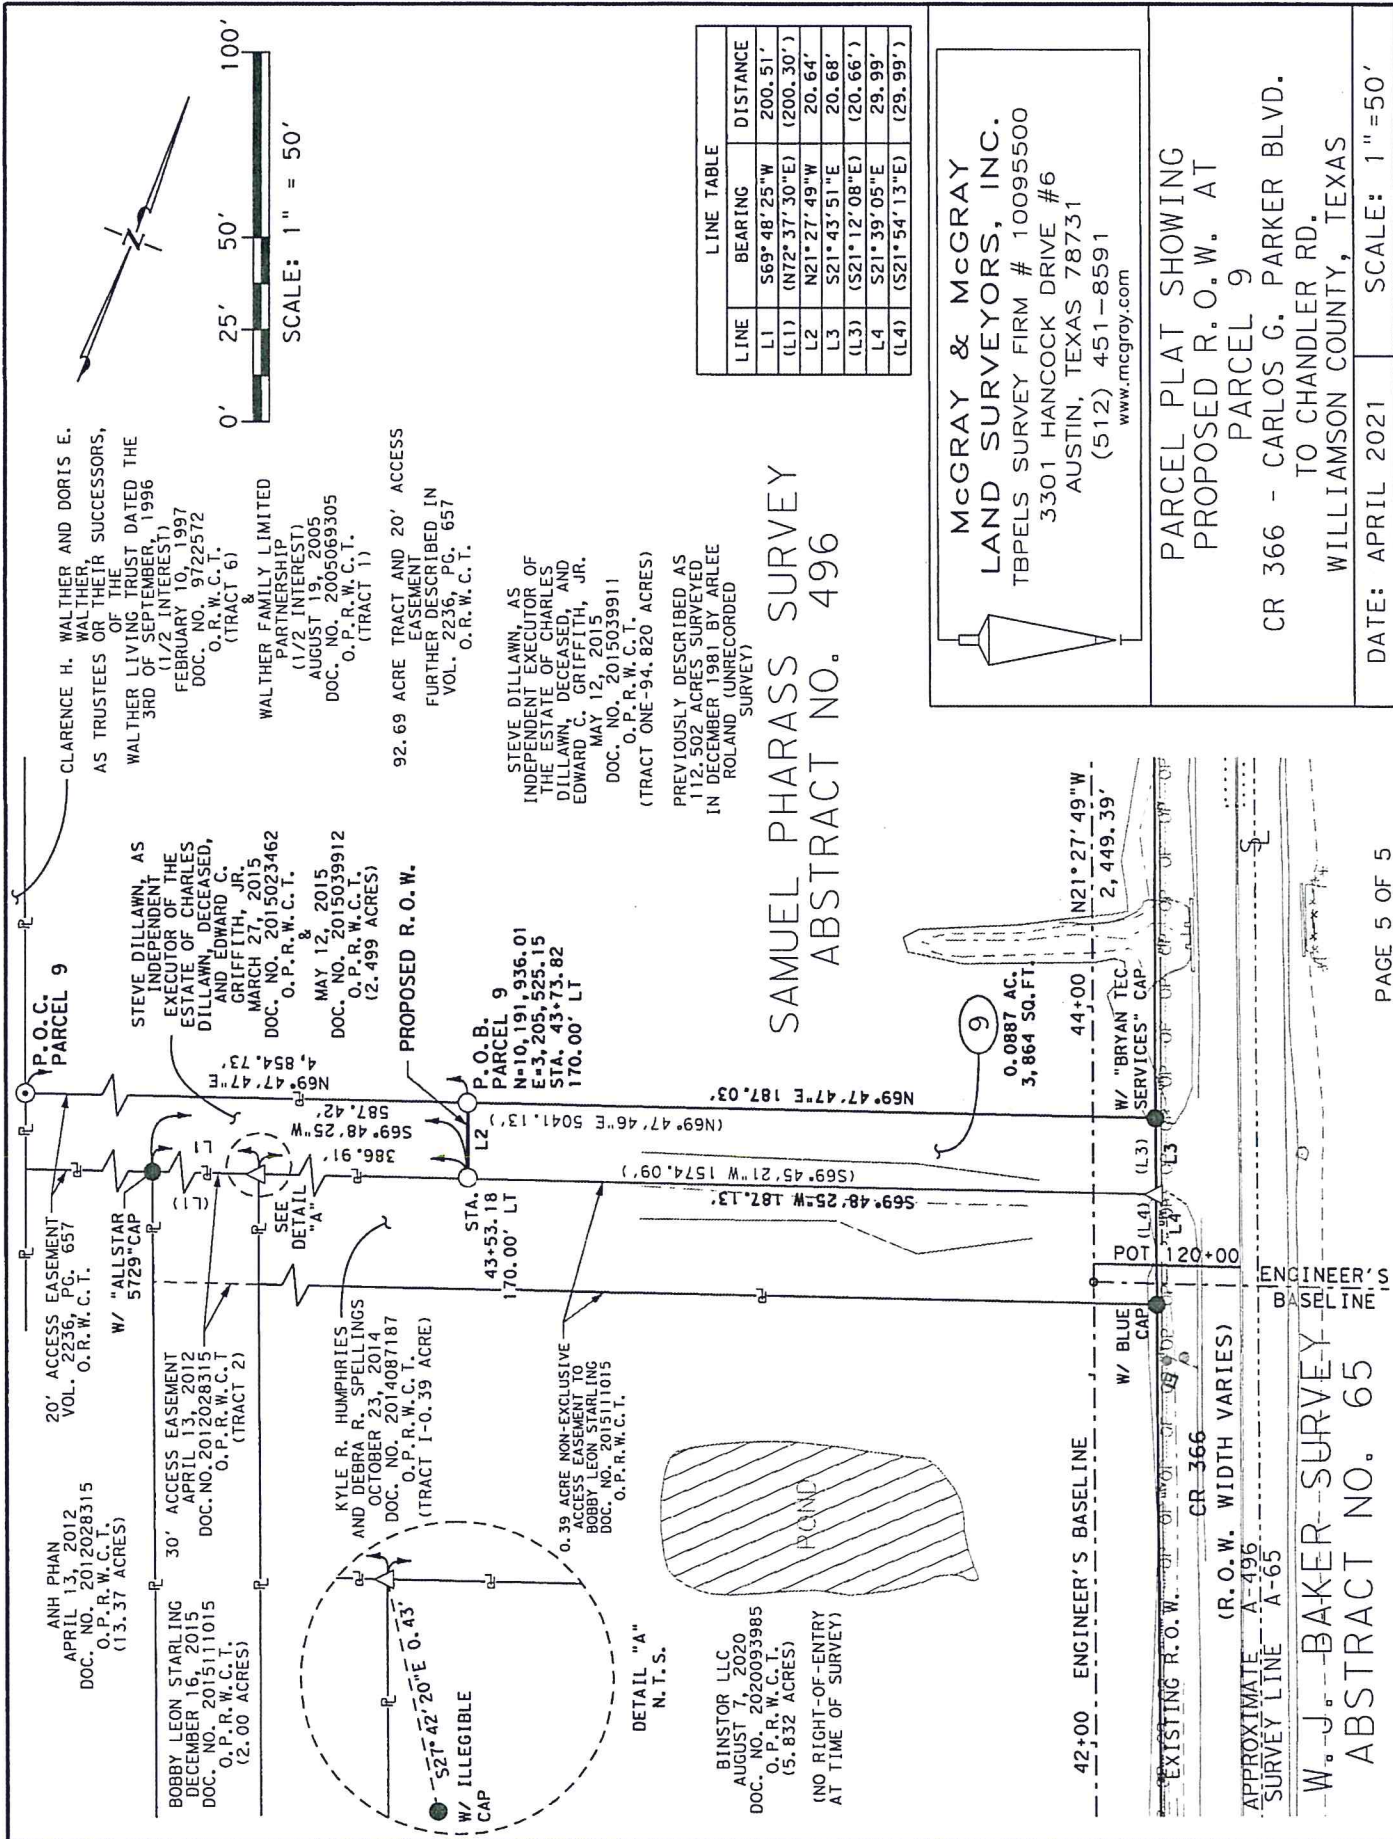 CLARENCE H. WALTHER AND DORIS E.
WALTHER,
AS TRUSTEES OR THEIR SUCCESSORS,
OF THE
WALTHER LIVING TRUST DATED THE
3RD OF SEPTEMBER, 1996
(1/2 INTEREST)
FEBRUARY 10, 1997
DOC. NO. 9722572
O.R.W.C.T.
(TRACT 6)
&
WALTHER FAMILY LIMITED
PARTNERSHIP
(1/2 INTEREST)
AUGUST 19, 2005
DOC. NO. 2005069305
O.P.R.W.C.T.
(TRACT 1)
92.69 ACRE TRACT AND 20' ACCESS
EASEMENT
FURTHER DESCRIBED IN
VOL. 2236, PG. 657
O.R.W.C.T.
N
0' 25' 50' 100'
SCALE: 1" = 50'
P.O.C.
PARCEL 9
20' ACCESS EASEMENT
VOL. 2236, PG. 657
O.R.W.C.T.
W/ "ALLSTAR
5729"CAP
ANH PHAN
APRIL 13, 2012
DOC. NO. 2012028315
O.P.R.W.C.T.
(13.37 ACRES)
30' ACCESS EASEMENT
APRIL 13, 2012
DOC.NO.2012028315
O.P.R.W.C.T
(TRACT 2)
BOBBY LEON STARLING
DECEMBER 16, 2015
DOC. NO. 2015111015
O.P.R.W.C.T.
(2.00 ACRES)
STEVE DILLAWN, AS
INDEPENDENT
EXECUTOR OF THE
ESTATE OF CHARLES
DILLAWN, DECEASED,
AND EDWARD C.
GRIFFITH, JR.
MARCH 27, 2015
DOC. NO. 2015023462
O.P.R.W.C.T.
&
MAY 12, 2015
DOC. NO. 2015039912
O.P.R.W.C.T.
(2.499 ACRES)
N69°47'47"E
4,854.73'
S69°48'25"W
587.42'
386.91'
L1
(L1)
SEE
DETAIL
"A"
PROPOSED R.O.W.
P.O.B.
PARCEL 9
N=10,191,936.01
E=3,205,525.15
STA. 43+73.82
170.00' LT
L2
STA.
43+53.18
170.00' LT
KYLE R. HUMPHRIES
AND DEBRA R. SPELLINGS
OCTOBER 23, 2014
DOC. NO. 2014087187
O.P.R.W.C.T.
(TRACT I-0.39 ACRE)
0.39 ACRE NON-EXCLUSIVE
ACCESS EASEMENT TO
BOBBY LEON STARLING
DOC. NO. 2015111015
O.P.R.W.C.T.
S27°42'20"E 0.43'
W/ ILLEGIBLE
CAP
DETAIL "A"
N.T.S.
STEVE DILLAWN, AS
INDEPENDENT EXECUTOR OF
THE ESTATE OF CHARLES
DILLAWN, DECEASED, AND
EDWARD C. GRIFFITH, JR.
MAY 12, 2015
DOC. NO. 2015039911
O.P.R.W.C.T.
(TRACT ONE-94.820 ACRES)
PREVIOUSLY DESCRIBED AS
112.502 ACRES SURVEYED
IN DECEMBER 1981 BY ARLEE
ROLAND (UNRECORDED
SURVEY)
SAMUEL PHARASS SURVEY
ABSTRACT NO. 496
N69°47'47"E 187.03'
(N69°47'46"E 5041.13')
(S69°45'21"W 1574.09')
S69°48'25"W 187.13'
9
0.0887 AC.
3,864 SQ.FT.
POND
BINSTOR LLC
AUGUST 7, 2020
DOC. NO. 2020093985
O.P.R.W.C.T.
(5.832 ACRES)
(NO RIGHT-OF-ENTRY
AT TIME OF SURVEY)
42+00 ENGINEER'S BASELINE
44+00
N21°27'49"W
2,449.39'
W/ "BRYAN TEC
SERVICES" CAP
(L3)
L3
(L4)
L4
POT 120+00
ENGINEER'S
BASELINE
W/ BLUE
CAP
EXISTING R.O.W.
CR 366
(R.O.W. WIDTH VARIES)
APPROXIMATE A-496
SURVEY LINE A-65
W.J. BAKER SURVEY
ABSTRACT NO. 65
LINE TABLE
LINE BEARING DISTANCE
L1 S69°48'25"W 200.51'
(L1) (N72°37'30"E) (200.30')
L2 N21°27'49"W 20.64'
L3 S21°43'51"E 20.68'
(L3) (S21°12'08"E) (20.66')
L4 S21°39'05"E 29.99'
(L4) (S21°54'13"E) (29.99')
McGRAY & McGRAY
LAND SURVEYORS, INC.
TBPELS SURVEY FIRM # 10095500
3301 HANCOCK DRIVE #6
AUSTIN, TEXAS 78731
(512) 451-8591
www.mcgray.com
PARCEL PLAT SHOWING
PROPOSED R.O.W. AT
PARCEL 9
CR 366 - CARLOS G. PARKER BLVD.
TO CHANDLER RD.
WILLIAMSON COUNTY, TEXAS
DATE: APRIL 2021
SCALE: 1"=50'
PAGE 5 OF 5